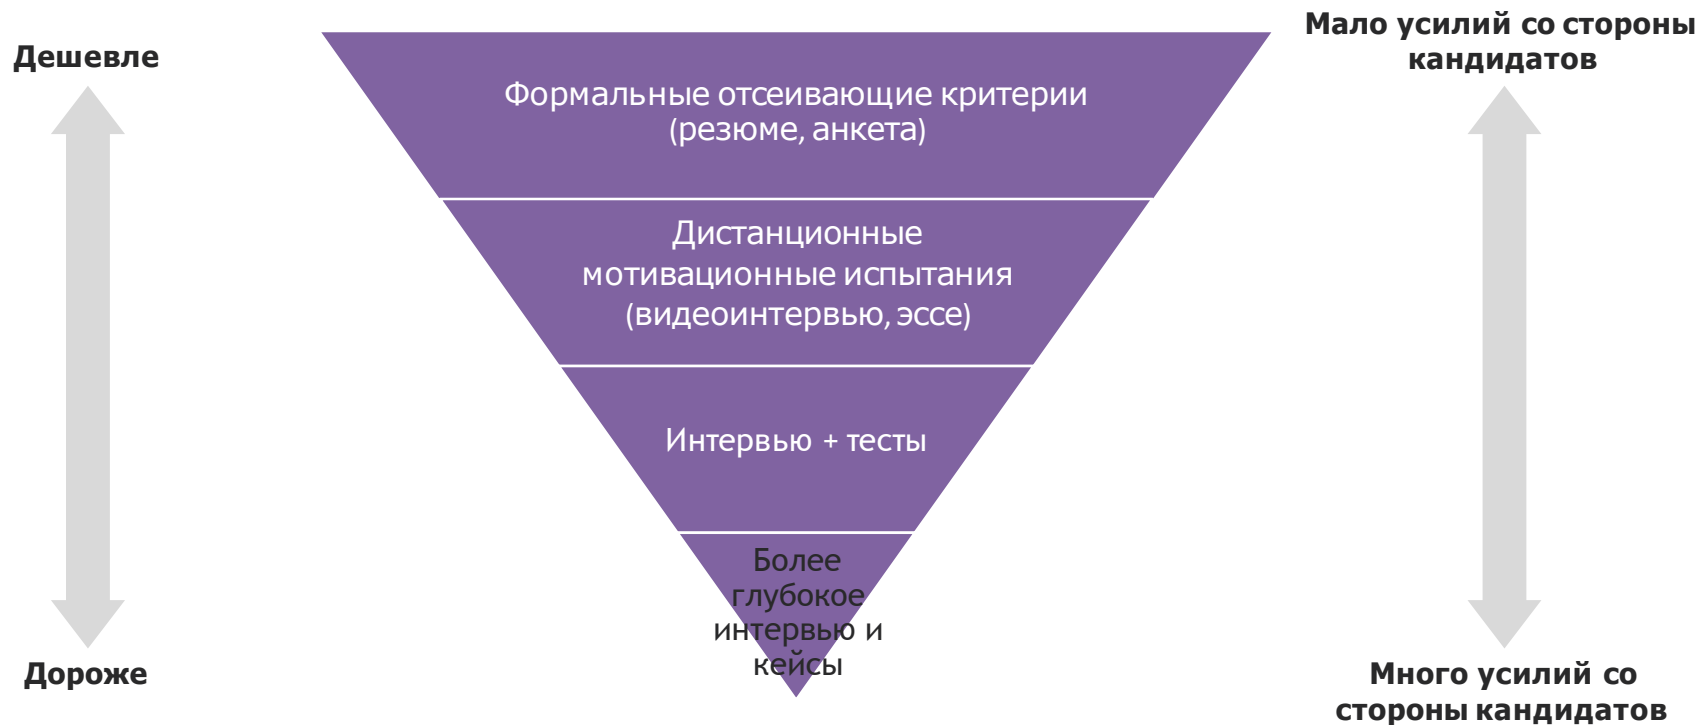 Дешевле
Мало усилий со стороны
кандидатов
Формальные отсеивающие критерии
(резюме, анкета)
Дистанционные
мотивационные испытания
(видеоинтервью, эссе)
Интервью + тесты
Более
глубокое
интервью и
кейсы
Дороже
Много усилий со
стороны кандидатов